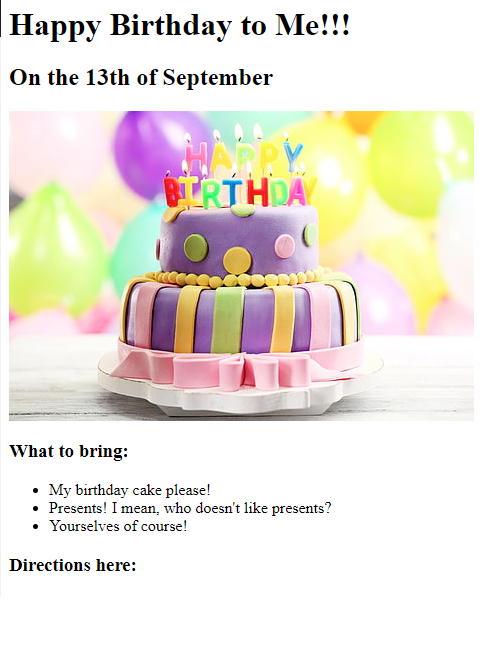 Happy Birthday to Me!!!
On the 13th of September
HAPPY
BIRTHDAY
What to bring:
My birthday cake please!
Presents! I mean, who doesn't like presents?
Yourselves of course!
Directions here: